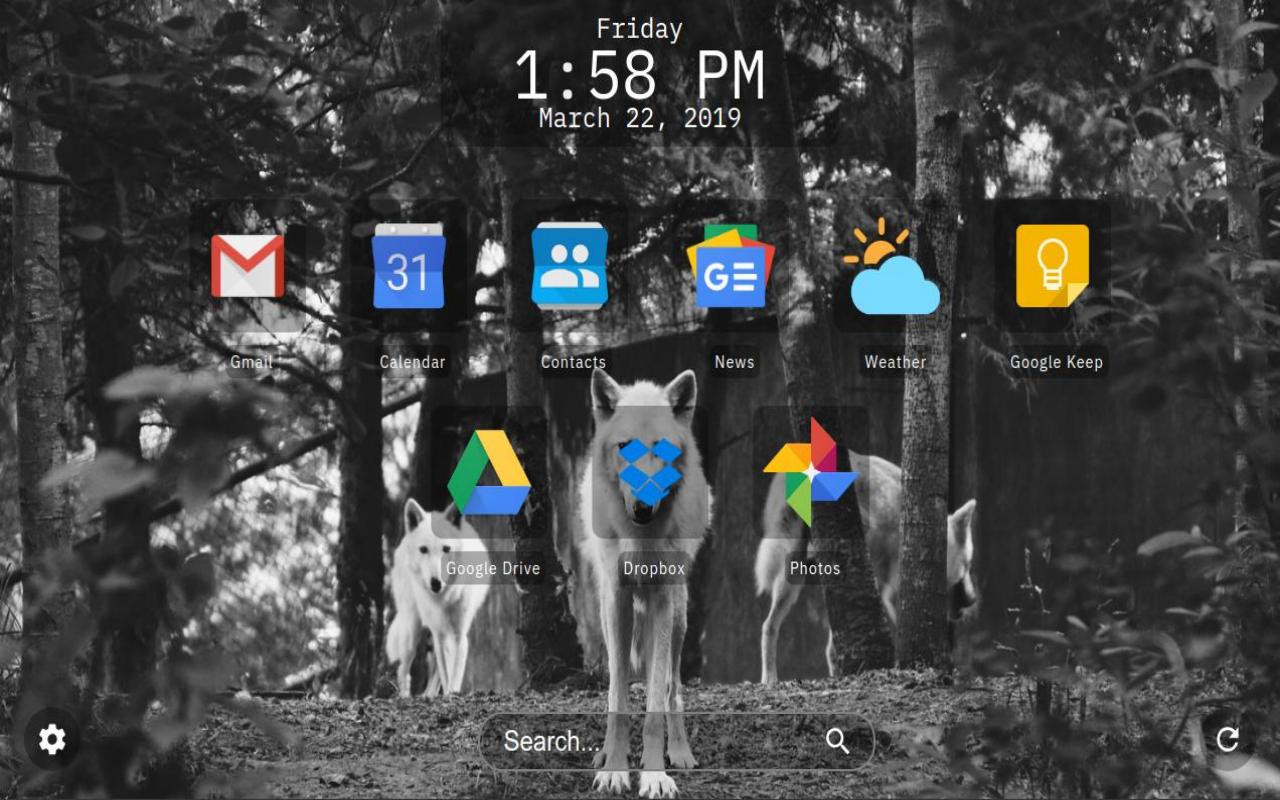 Friday
1:58 PM
March 22, 2019
31
G
Gmail
Calendar
Contacts
News
Weather
Google Keep
Google Drive
Dropbox
Photos
Search...